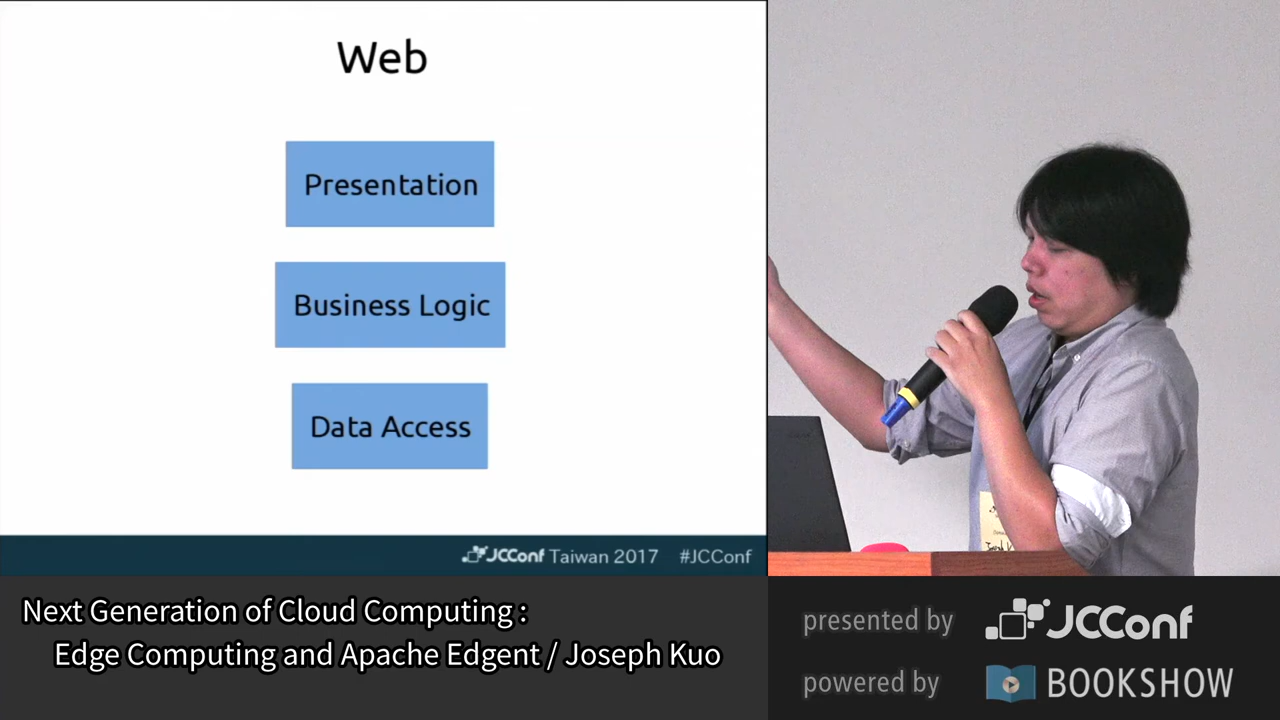 Web
Presentation
Business Logic
Data Access
JCConf Taiwan 2017 #JCConf
Next Generation of Cloud Computing :
Edge Computing and Apache Edgent / Joseph Kuo
presented by JCConf
powered by BOOKSHOW